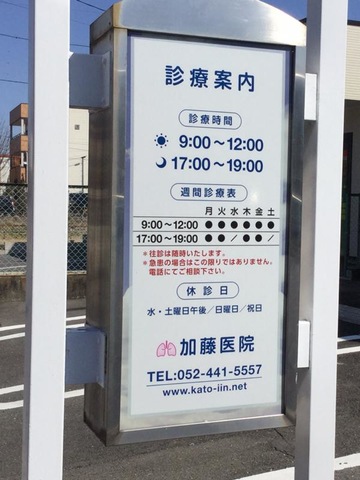 診療案内
診療時間
9:00～12:00
17:00～19:00
週間診療表
月火水木金土
9:00～12:00 ●●●●●●
17:00～19:00 ●●／●●／
＊往診は随時いたします。
＊急患の場合はこの限りではありません。
電話にてご相談下さい。
休診日
水・土曜日午後／日曜日／祝日
加藤医院
TEL:052-441-5557
www.kato-iin.net